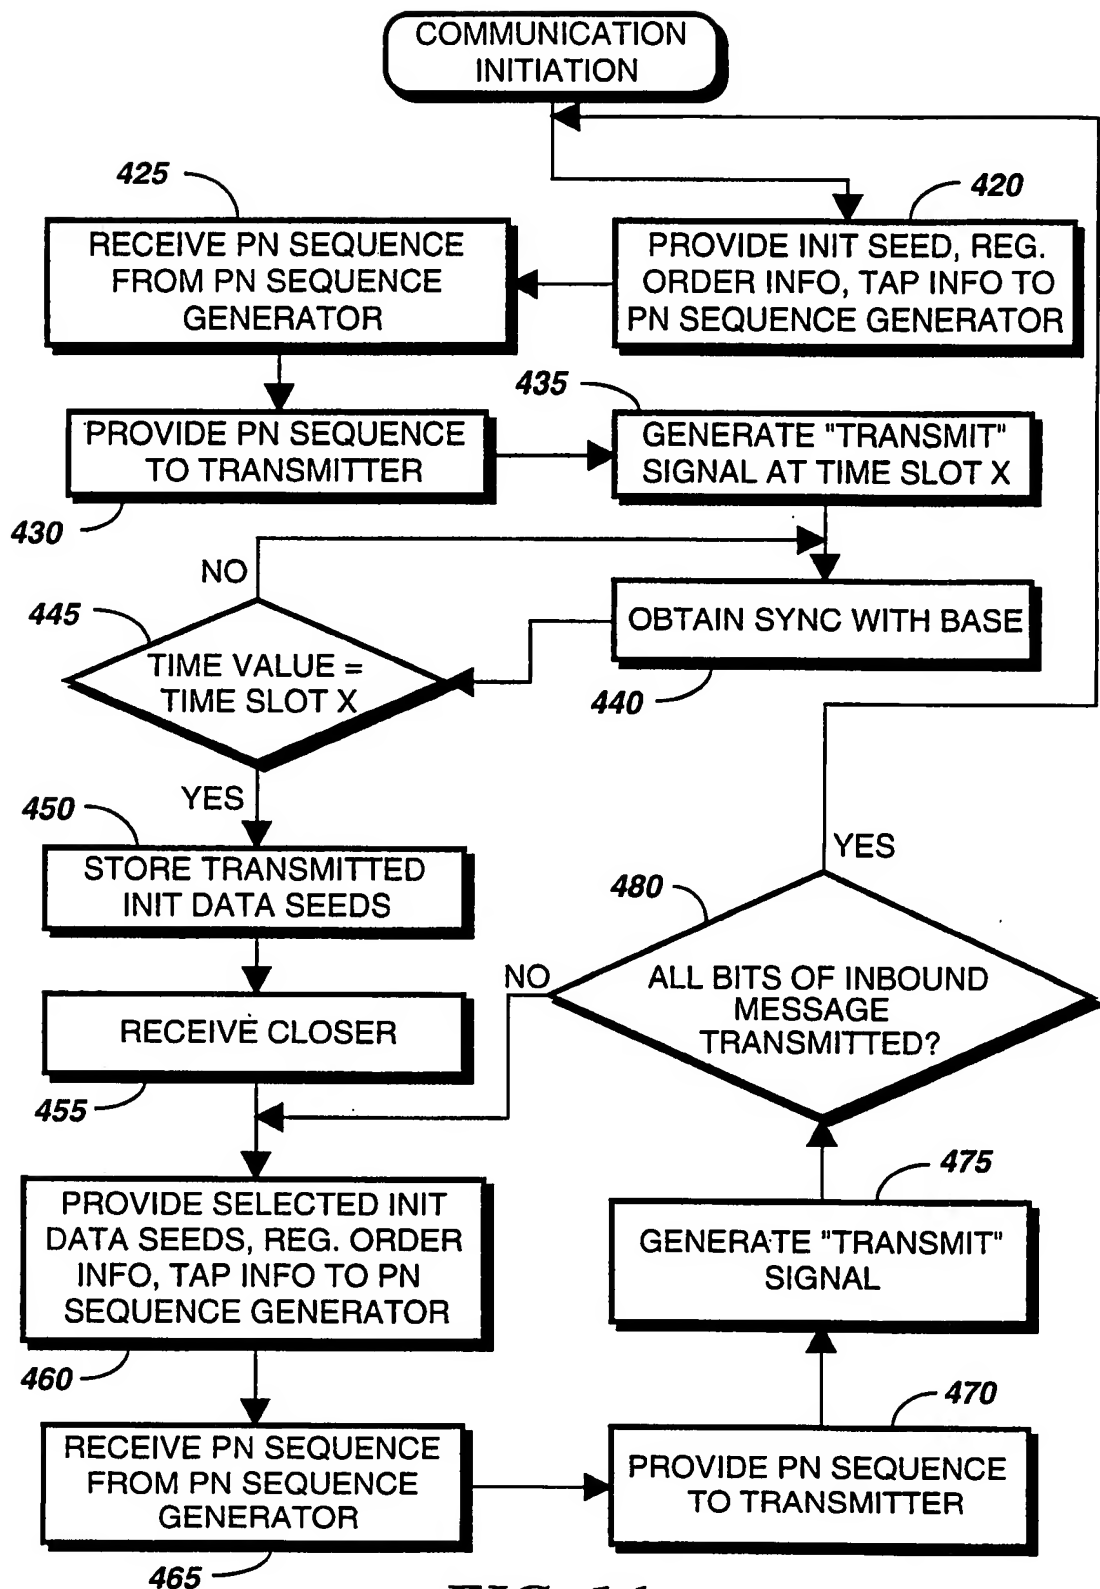 COMMUNICATION
INITIATION
425
420
RECEIVE PN SEQUENCE
FROM PN SEQUENCE
GENERATOR
PROVIDE INIT SEED, REG.
ORDER INFO, TAP INFO TO
PN SEQUENCE GENERATOR
435
PROVIDE PN SEQUENCE
TO TRANSMITTER
GENERATE "TRANSMIT"
SIGNAL AT TIME SLOT X
430
NO
445
TIME VALUE =
TIME SLOT X
OBTAIN SYNC WITH BASE
440
YES
450
STORE TRANSMITTED
INIT DATA SEEDS
YES
480
NO
ALL BITS OF INBOUND
MESSAGE
TRANSMITTED?
RECEIVE CLOSER
455
475
PROVIDE SELECTED INIT
DATA SEEDS, REG. ORDER
INFO, TAP INFO TO PN
SEQUENCE GENERATOR
GENERATE "TRANSMIT"
SIGNAL
460
470
RECEIVE PN SEQUENCE
FROM PN SEQUENCE
GENERATOR
PROVIDE PN SEQUENCE
TO TRANSMITTER
465